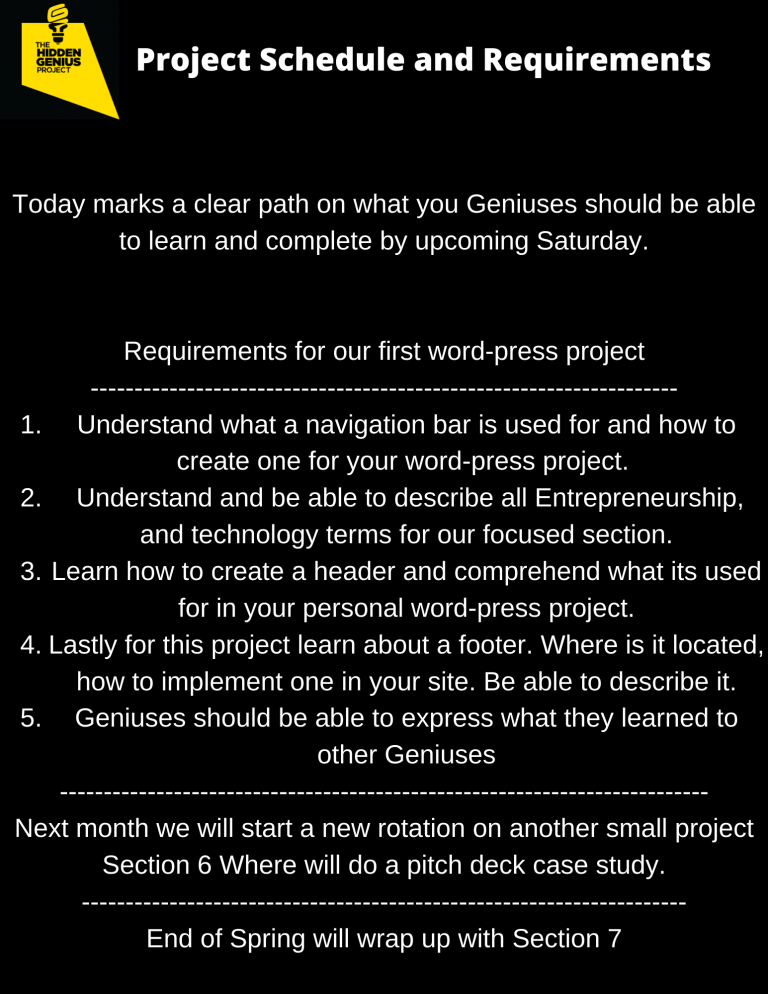 THE
HIDDEN
GENIUS
PROJECT
Project Schedule and Requirements
Today marks a clear path on what you Geniuses should be able
to learn and complete by upcoming Saturday.
Requirements for our first word-press project
-------------------------------------------------------------------
1. Understand what a navigation bar is used for and how to
create one for your word-press project.
2. Understand and be able to describe all Entrepreneurship,
and technology terms for our focused section.
3. Learn how to create a header and comprehend what its used
for in your personal word-press project.
4. Lastly for this project learn about a footer. Where is it located,
how to implement one in your site. Be able to describe it.
5. Geniuses should be able to express what they learned to
other Geniuses
--------------------------------------------------------------------------
Next month we will start a new rotation on another small project
Section 6 Where will do a pitch deck case study.
---------------------------------------------------------------------
End of Spring will wrap up with Section 7